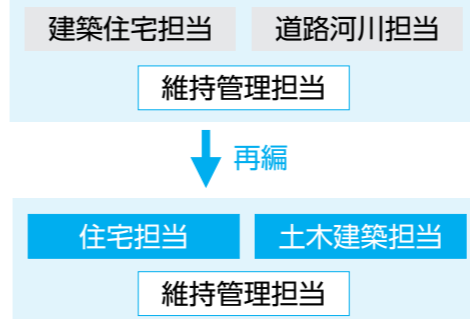 建築住宅担当 道路河川担当
維持管理担当
再編
住宅担当 土木建築担当
維持管理担当